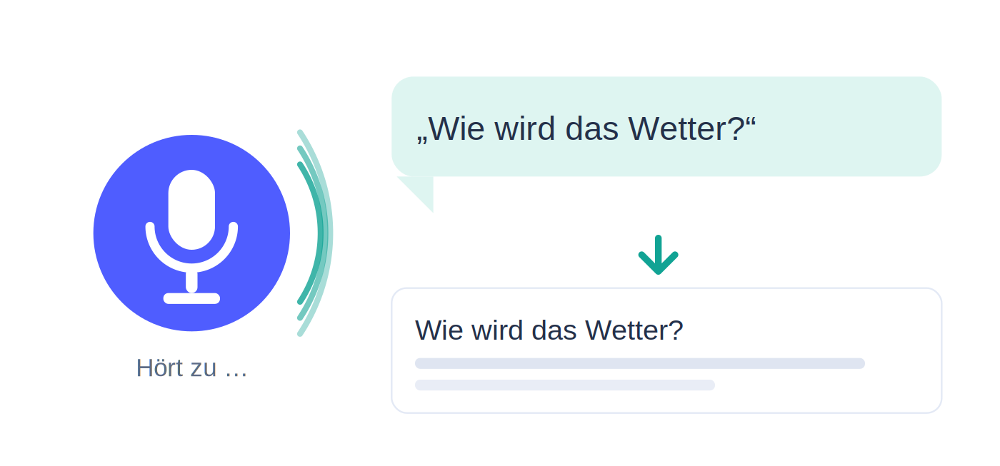 „Wie wird das Wetter?“
Wie wird das Wetter?
Hört zu …